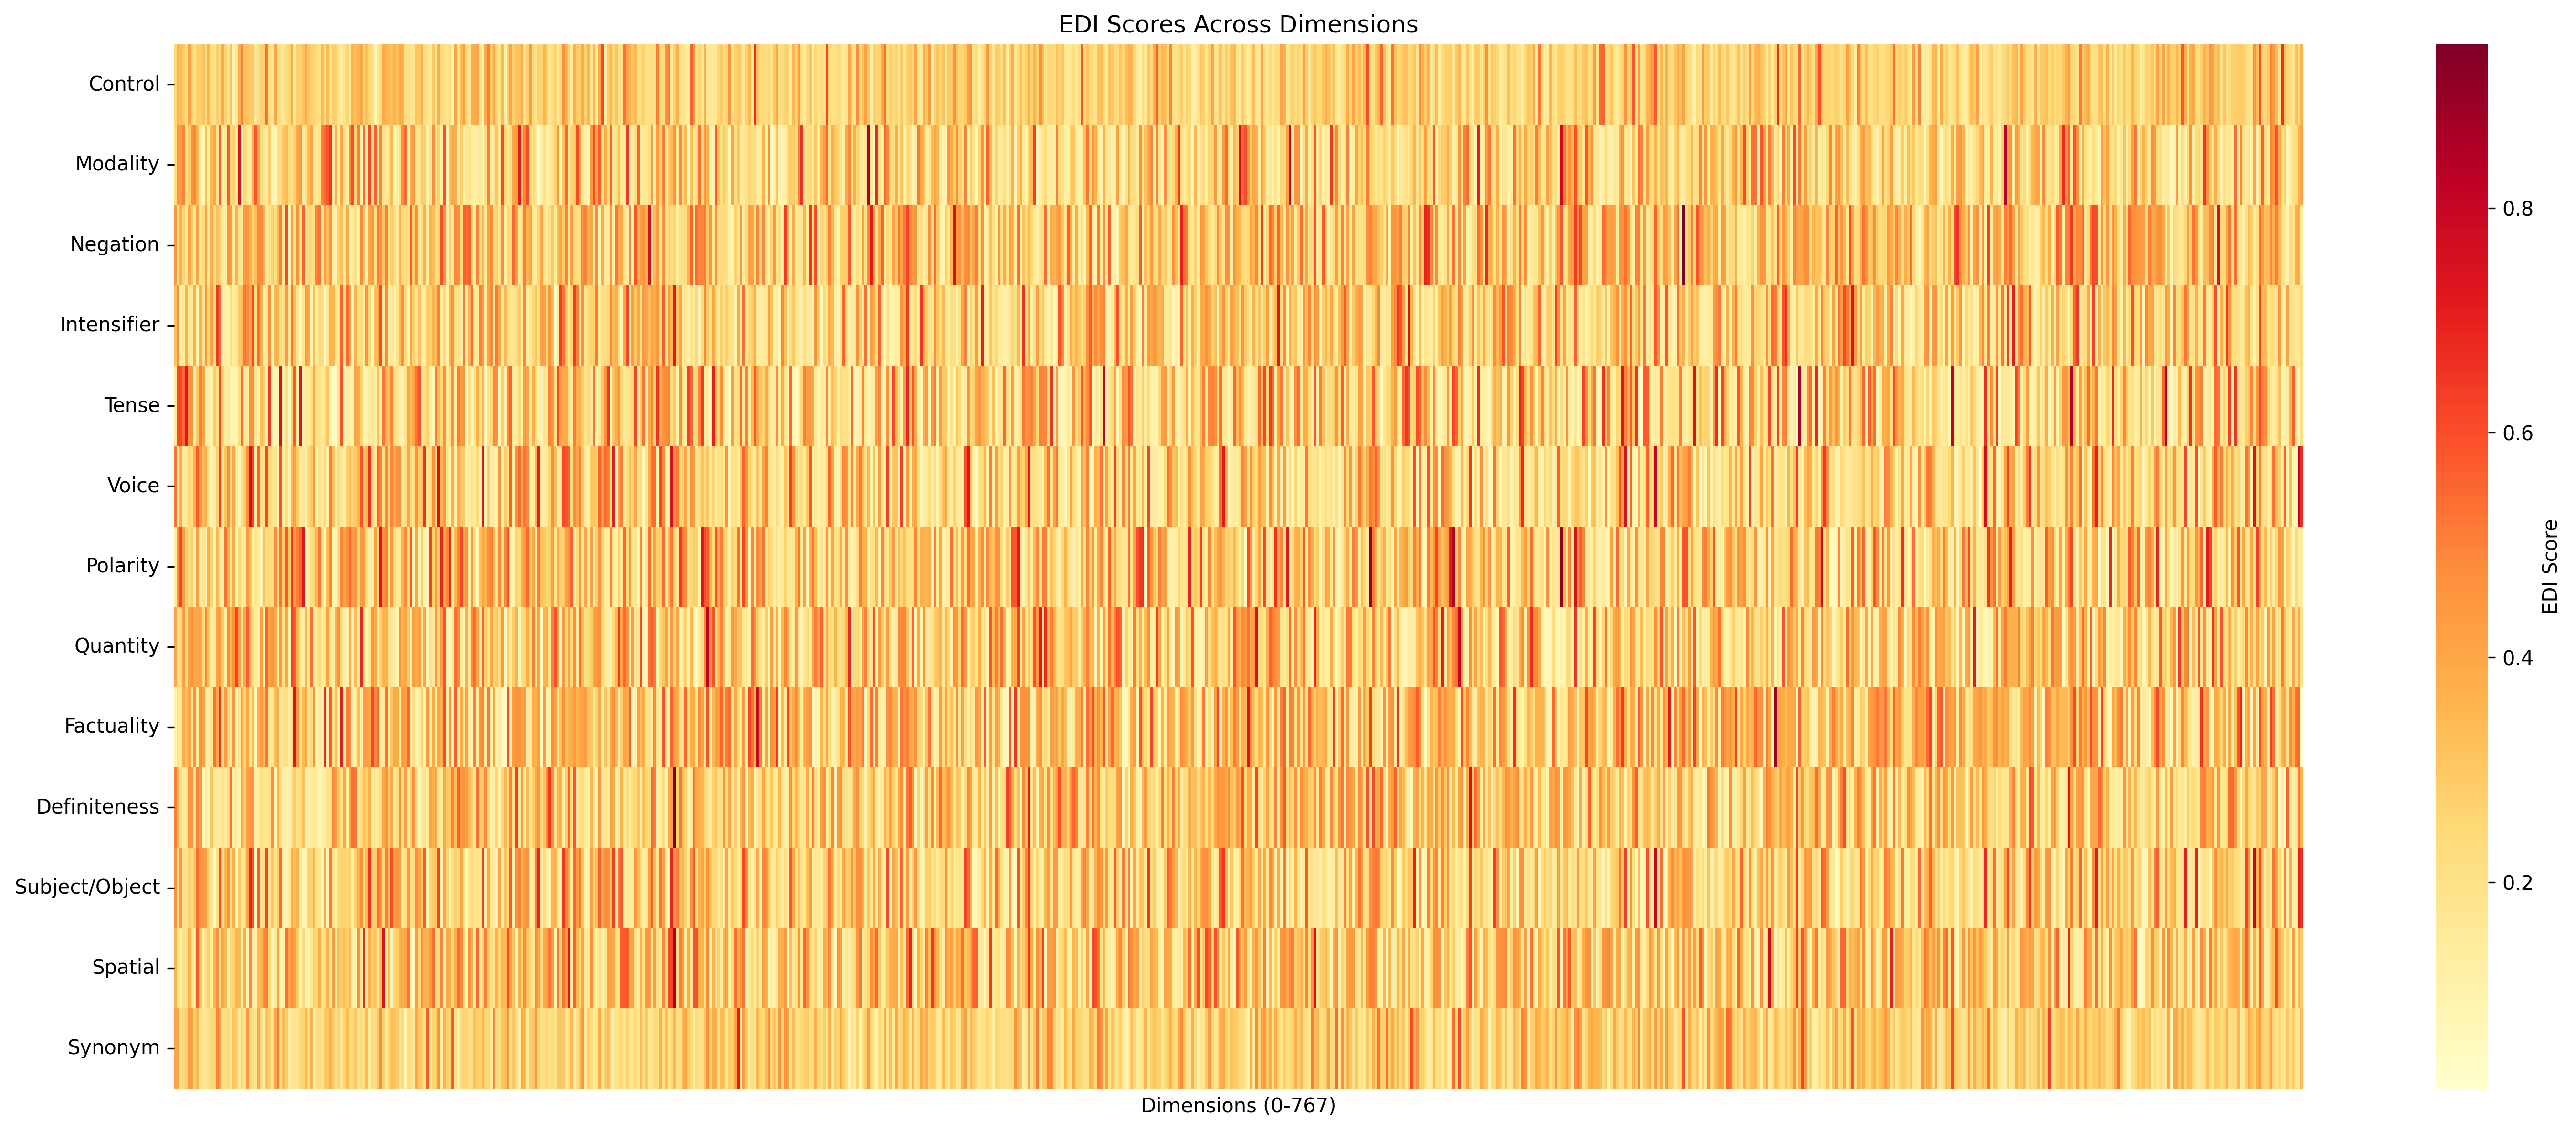 EDI Scores Across Dimensions
Control
Modality
Negation
Intensifier
Tense
Voice
Polarity
Quantity
Factuality
Definiteness
Subject/Object
Spatial
Synonym
Dimensions (0-767)
0.8
0.6
0.4
0.2
EDI Score